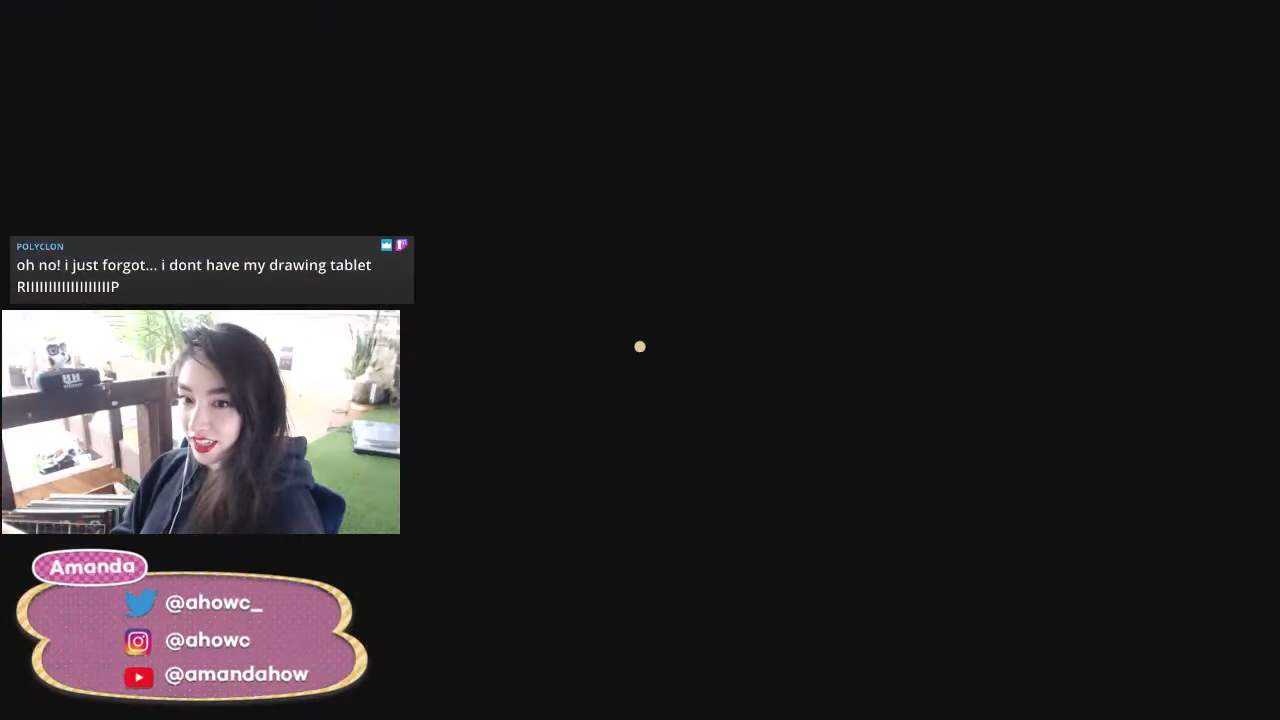 POLYCLON
oh no! i just forgot... i dont have my drawing tablet
RIIIIIIIIIIIIIIIIIIIP
Amanda
@ahowc_
@ahowc
@amandahow